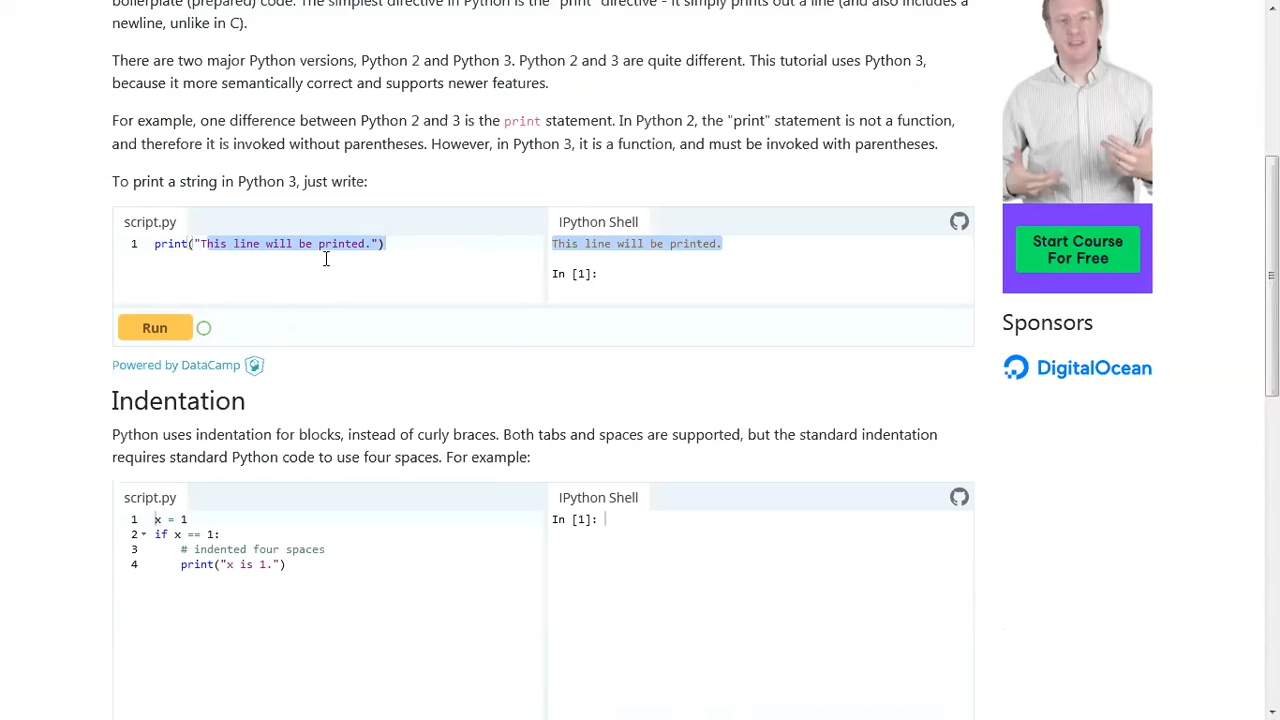 boilerplate (prepared) code. The simplest directive in Python is the "print" directive - it simply prints out a line (and also includes a
newline, unlike in C).
There are two major Python versions, Python 2 and Python 3. Python 2 and 3 are quite different. This tutorial uses Python 3,
because it more semantically correct and supports newer features.
For example, one difference between Python 2 and 3 is the print statement. In Python 2, the "print" statement is not a function,
and therefore it is invoked without parentheses. However, in Python 3, it is a function, and must be invoked with parentheses.
To print a string in Python 3, just write:
script.py
1 print("This line will be printed.")
IPython Shell
This line will be printed.
In [1]:
Run
Powered by DataCamp
Indentation
Python uses indentation for blocks, instead of curly braces. Both tabs and spaces are supported, but the standard indentation
requires standard Python code to use four spaces. For example:
script.py
1 x = 1
2 if x == 1:
3     # indented four spaces
4     print("x is 1.")
IPython Shell
In [1]:
Start Course
For Free
Sponsors
DigitalOcean